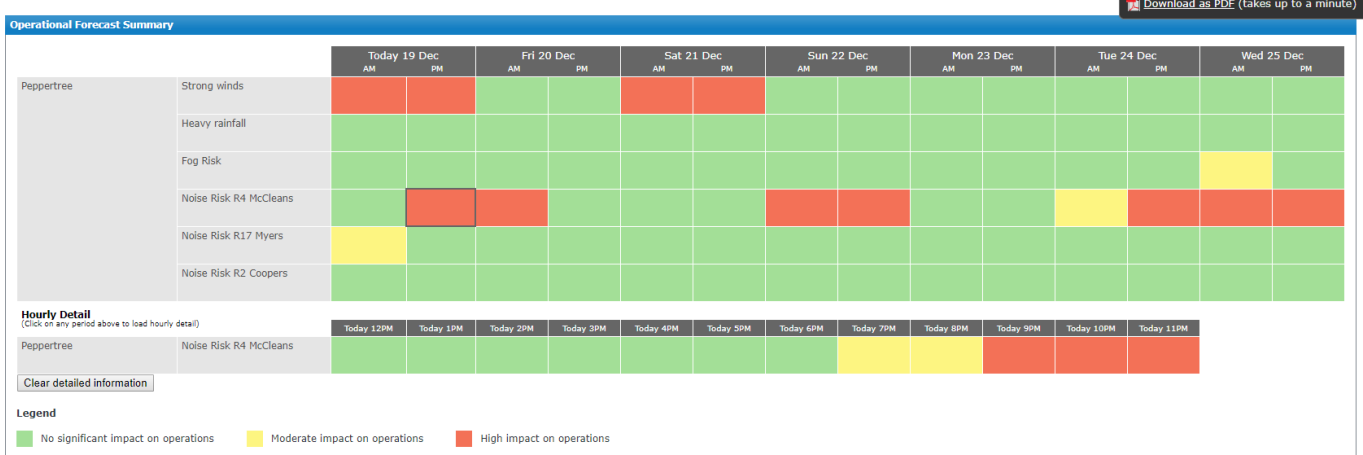 Download as PDF (takes up to a minute)
Operational Forecast Summary
Today 19 Dec Fri 20 Dec Sat 21 Dec Sun 22 Dec Mon 23 Dec Tue 24 Dec Wed 25 Dec
AM PM AM PM AM PM AM PM AM PM AM PM AM PM
Peppertree Strong winds
Heavy rainfall
Fog Risk
Noise Risk R4 McCleans
Noise Risk R17 Myers
Noise Risk R2 Coopers
Hourly Detail
(Click on any period above to load hourly detail)
Today 12PM Today 1PM Today 2PM Today 3PM Today 4PM Today 5PM Today 6PM Today 7PM Today 8PM Today 9PM Today 10PM Today 11PM
Peppertree Noise Risk R4 McCleans
Clear detailed information
Legend
No significant impact on operations Moderate impact on operations High impact on operations